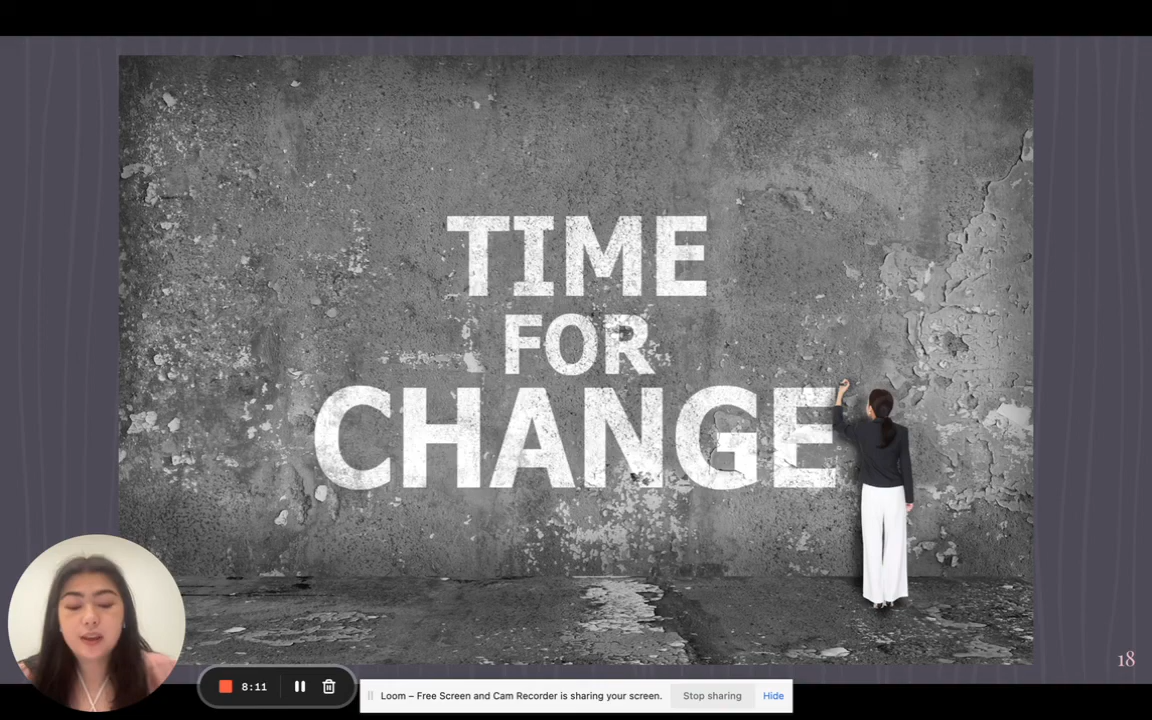 TIME
FOR
CHANGE
18
8:11
Loom – Free Screen and Cam Recorder is sharing your screen.
Stop sharing
Hide